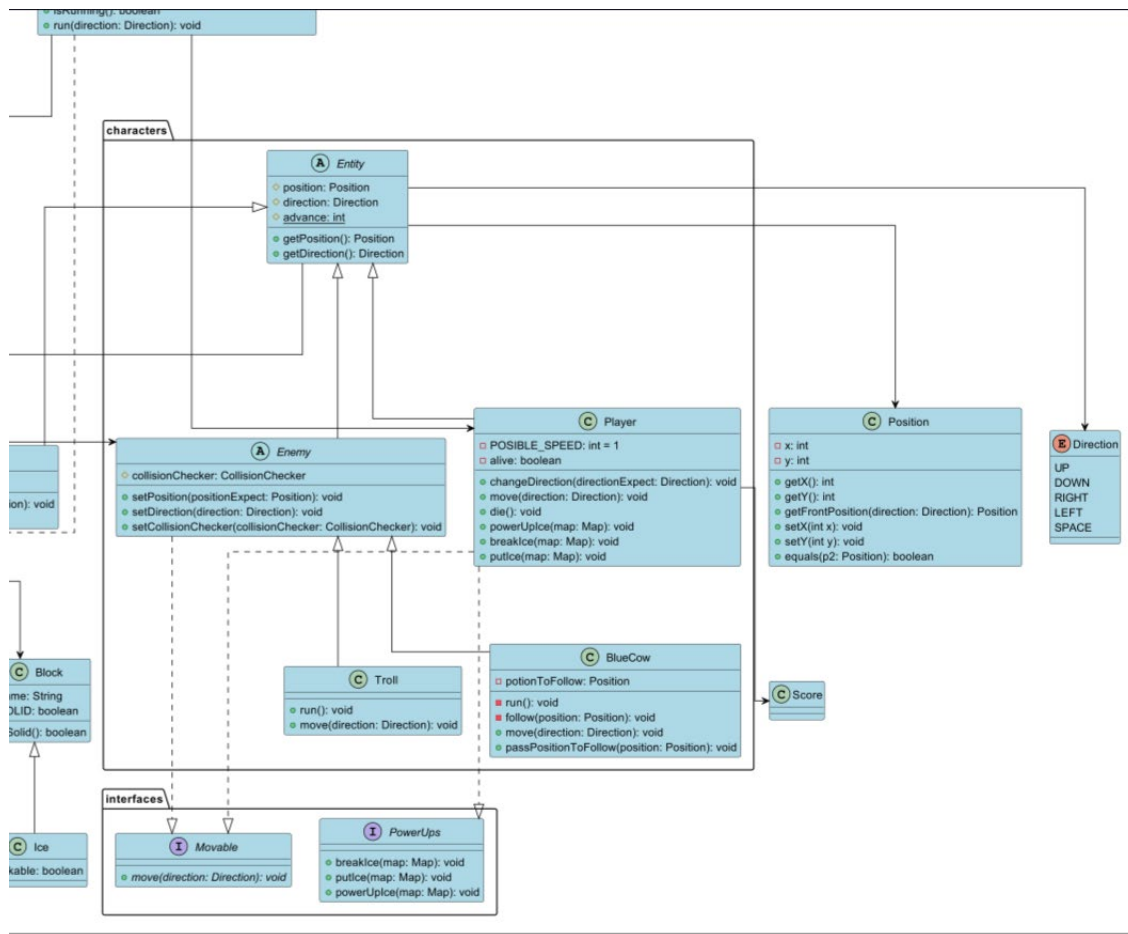 isRunning(): boolean
run(direction: Direction): void
characters
A Entity
position: Position
direction: Direction
advance: int
getPosition(): Position
getDirection(): Direction
A Enemy
collisionChecker: CollisionChecker
setPosition(positionExpect: Position): void
setDirection(direction: Direction): void
setCollisionChecker(collisionChecker: CollisionChecker): void
C Player
POSIBLE_SPEED: int = 1
alive: boolean
changeDirection(directionExpect: Direction): void
move(direction: Direction): void
die(): void
powerUpIce(map: Map): void
breakIce(map: Map): void
putIce(map: Map): void
C Position
x: int
y: int
getX(): int
getY(): int
getFrontPosition(direction: Direction): Position
setX(int x): void
setY(int y): void
equals(p2: Position): boolean
E Direction
UP
DOWN
RIGHT
LEFT
SPACE
ion): void
C Block
ame: String
OLID: boolean
Solid(): boolean
C Troll
run(): void
move(direction: Direction): void
C BlueCow
potionToFollow: Position
run(): void
follow(position: Position): void
move(direction: Direction): void
passPositionToFollow(position: Position): void
C Score
C Ice
kable: boolean
interfaces
I Movable
move(direction: Direction): void
I PowerUps
breakIce(map: Map): void
putIce(map: Map): void
powerUpIce(map: Map): void